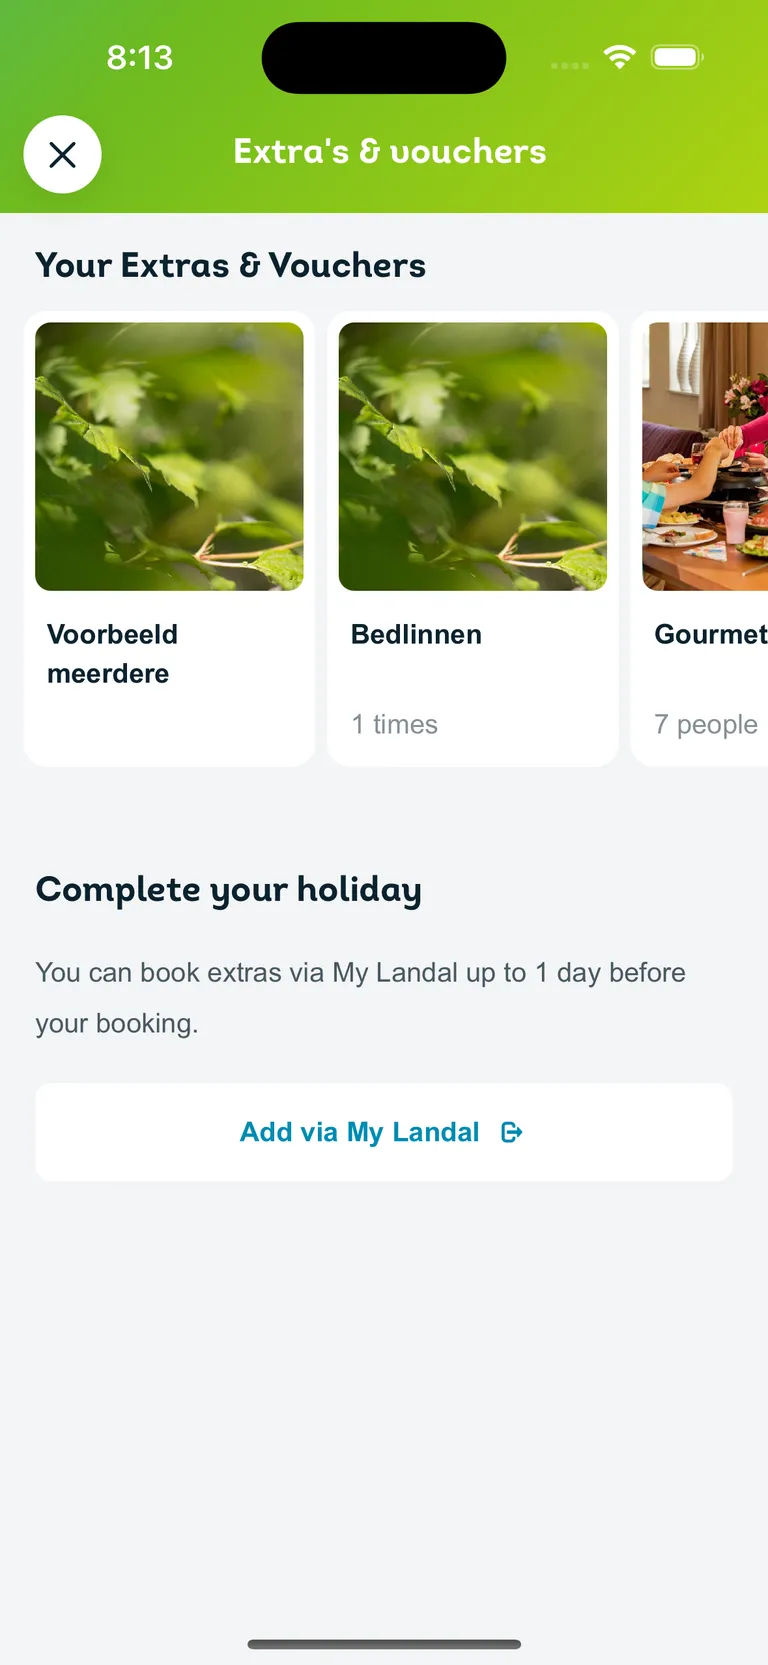 8:13
Extra's & vouchers
Your Extras & Vouchers
Voorbeeld
meerdere
Bedlinnen
1 times
Gourmet
7 people
Complete your holiday
You can book extras via My Landal up to 1 day before
your booking.
Add via My Landal